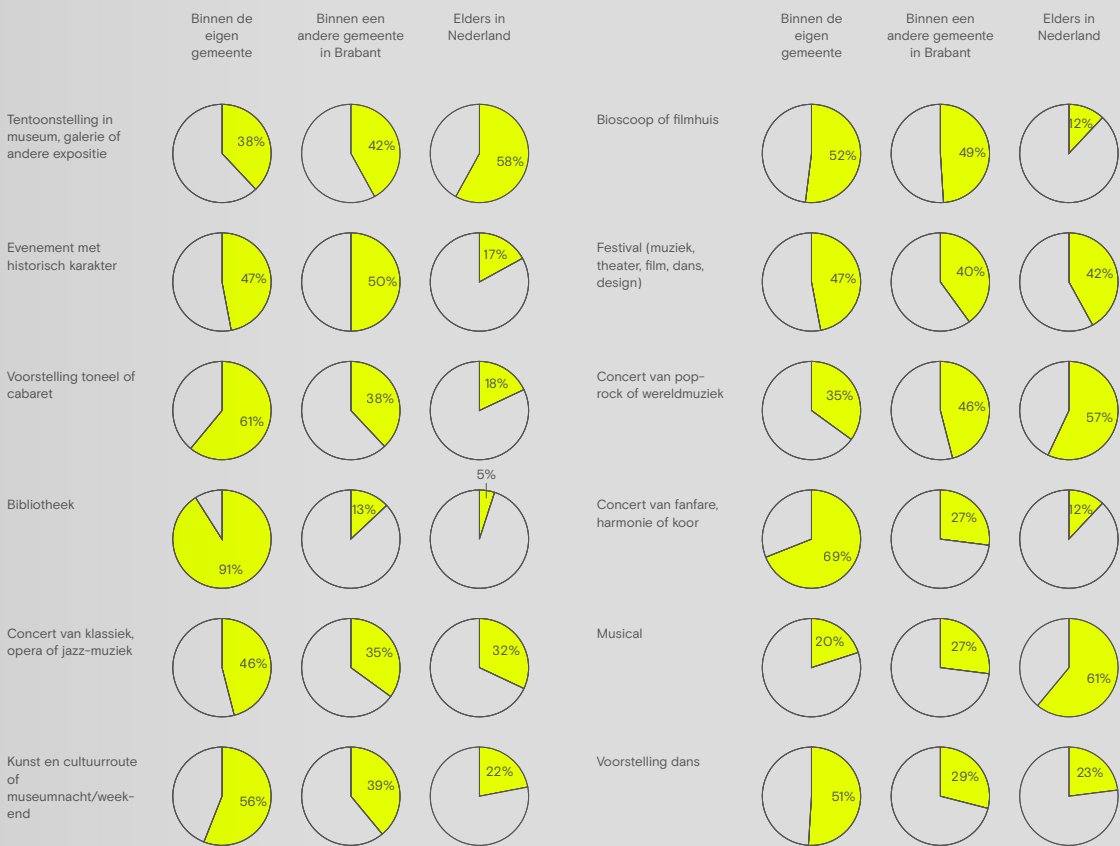 Binnen de
eigen
gemeente
Binnen een
andere gemeente
in Brabant
Elders in
Nederland
Tentoonstelling in
museum, galerie of
andere expositie
38%
42%
58%
Evenement met
historisch karakter
47%
50%
17%
Voorstelling toneel of
cabaret
61%
38%
18%
Bibliotheek
91%
13%
5%
Concert van klassiek,
opera of jazz-muziek
46%
35%
32%
Kunst en cultuurroute
of
museumnacht/week-
end
56%
39%
22%
Binnen de
eigen
gemeente
Binnen een
andere gemeente
in Brabant
Elders in
Nederland
Bioscoop of filmhuis
52%
49%
12%
Festival (muziek,
theater, film, dans,
design)
47%
40%
42%
Concert van pop-
rock of wereldmuziek
35%
46%
57%
Concert van fanfare,
harmonie of koor
69%
27%
12%
Musical
20%
27%
61%
Voorstelling dans
51%
29%
23%